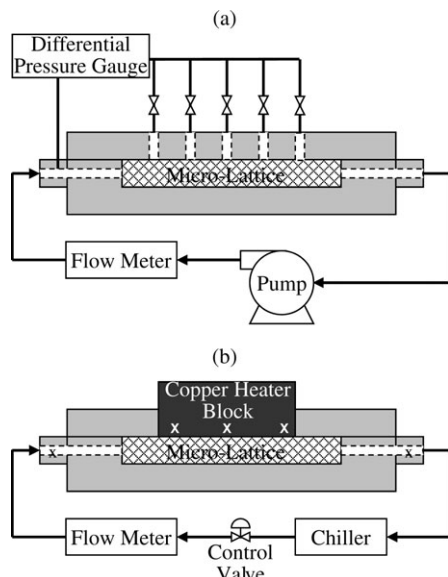 (a)
Differential
Pressure Gauge
Micro-Lattice
Flow Meter
Pump
(b)
Copper Heater
Block
x x x
Micro-Lattice
x x
Flow Meter
Control
Valve
Chiller